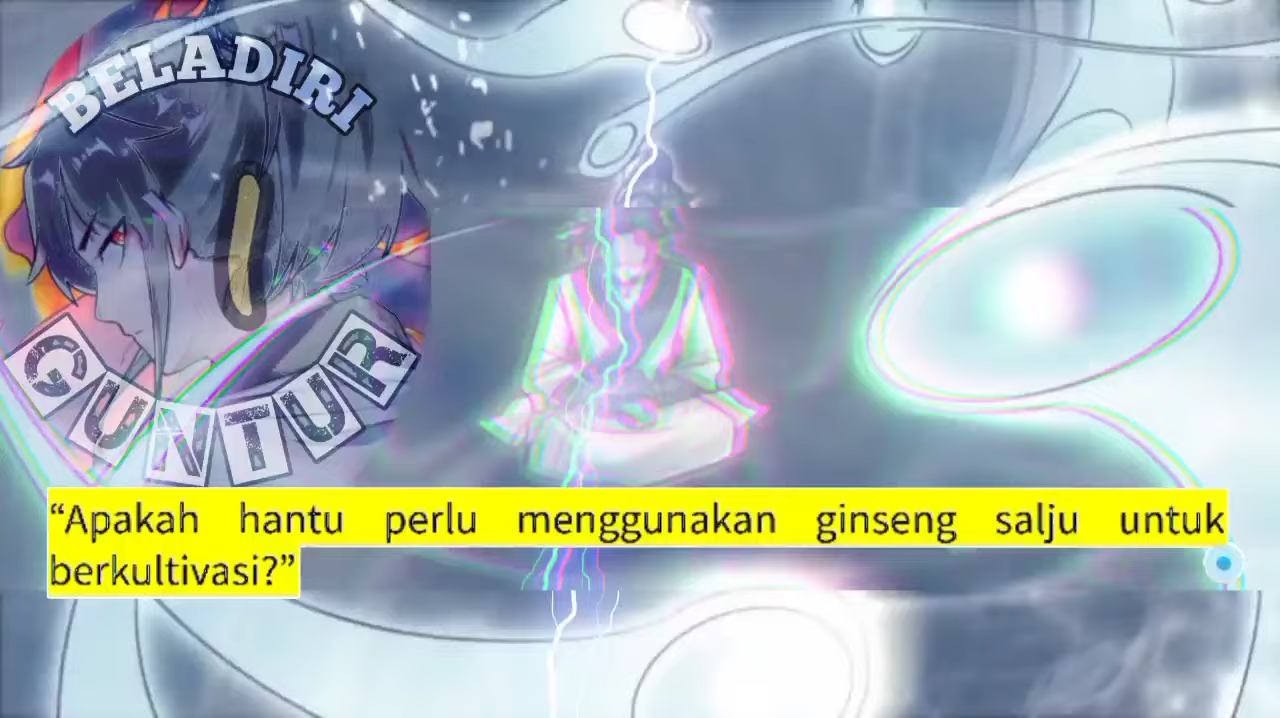 BELADIRI
GUNTUR
“Apakah hantu perlu menggunakan ginseng salju untuk
berkultivasi?”